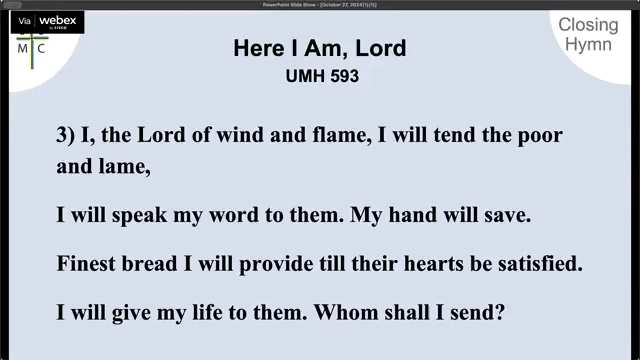 PowerPoint Slide Show - [October 27, 2024(1)(1)]
Via webex
BY CISCO
M C
Closing
Hymn
Here I Am, Lord
UMH 593
3) I, the Lord of wind and flame, I will tend the poor
and lame,
I will speak my word to them. My hand will save.
Finest bread I will provide till their hearts be satisfied.
I will give my life to them. Whom shall I send?